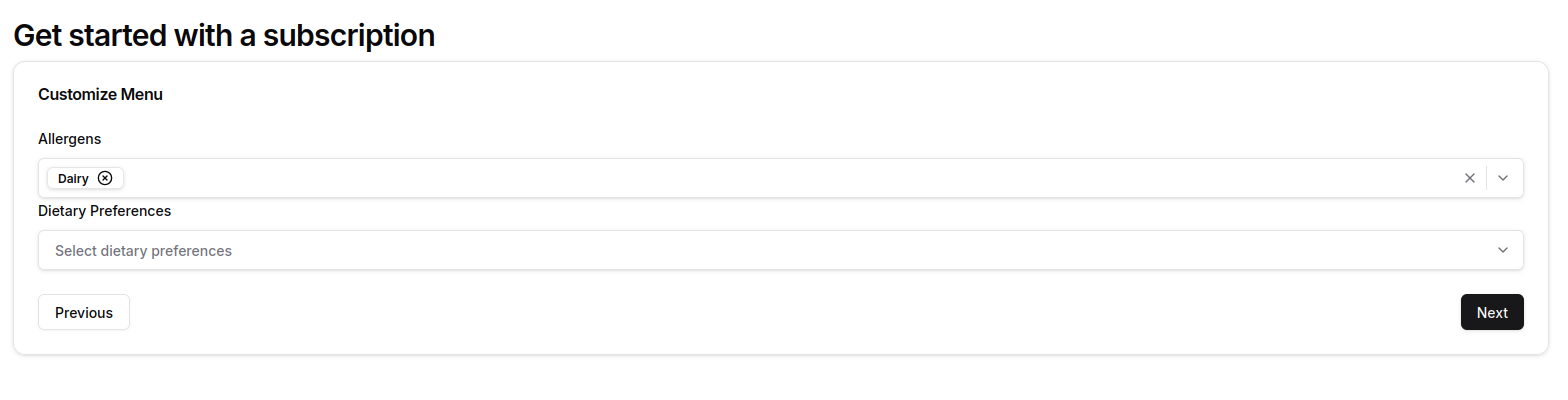 Get started with a subscription
Customize Menu
Allergens
Dairy
Dietary Preferences
Select dietary preferences
Previous
Next